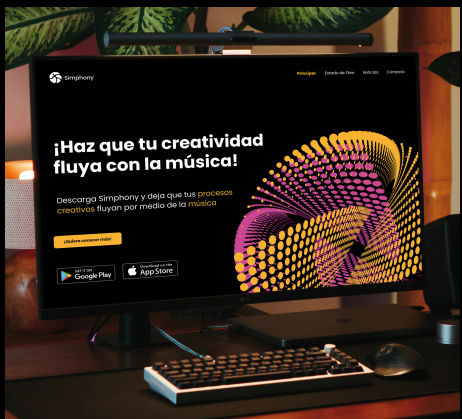 Simphony
Principal Estado de Flow Noticias Contacto
¡Haz que tu creatividad
fluya con la música!
Descarga Simphony y deja que tus procesos
creativos fluyan por medio de la música
¡Quiero conocer más!
GET IT ON
Google Play
Download on the
App Store